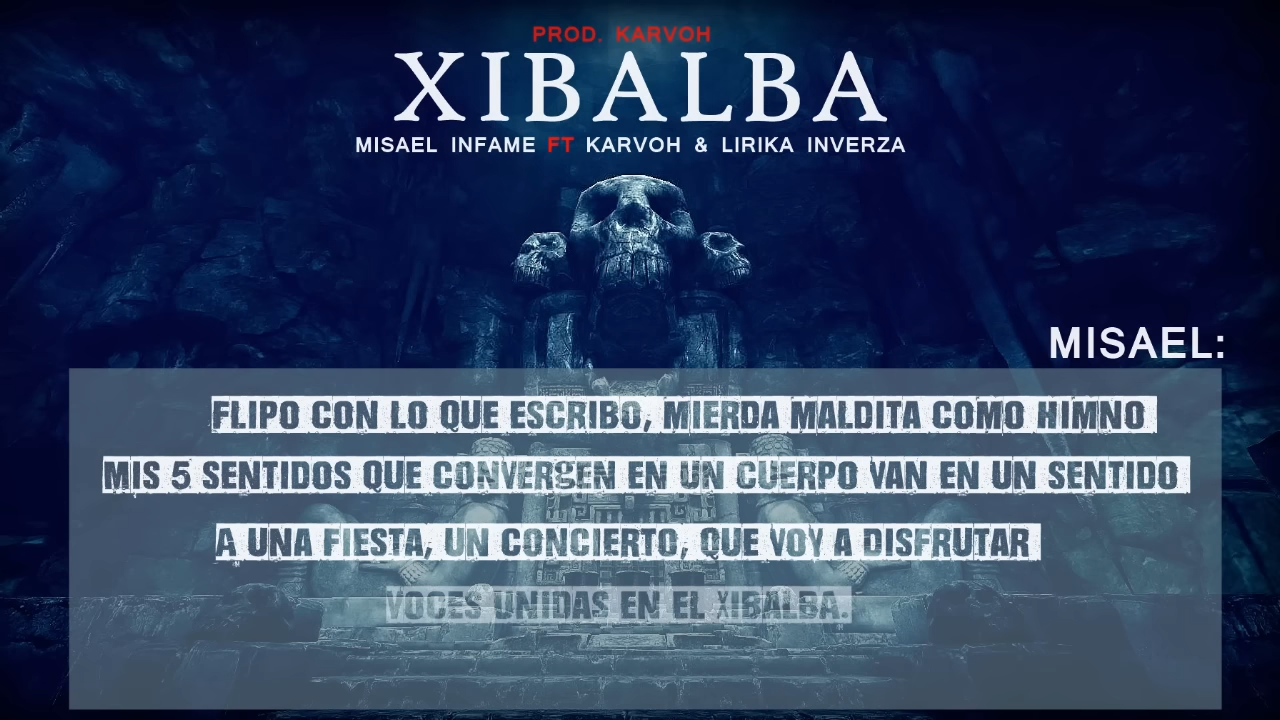 PROD. KARVOH
XIBALBA
MISAEL INFAME FT KARVOH & LIRIKA INVERZA
MISAEL:
FLIPO CON LO QUE ESCRIBO, MIERDA MALDITA COMO HIMNO
MIS 5 SENTIDOS QUE CONVERGEN EN UN CUERPO VAN EN UN SENTIDO
A UNA FIESTA, UN CONCIERTO, QUE VOY A DISFRUTAR
VOCES UNIDAS EN EL XIBALBA.